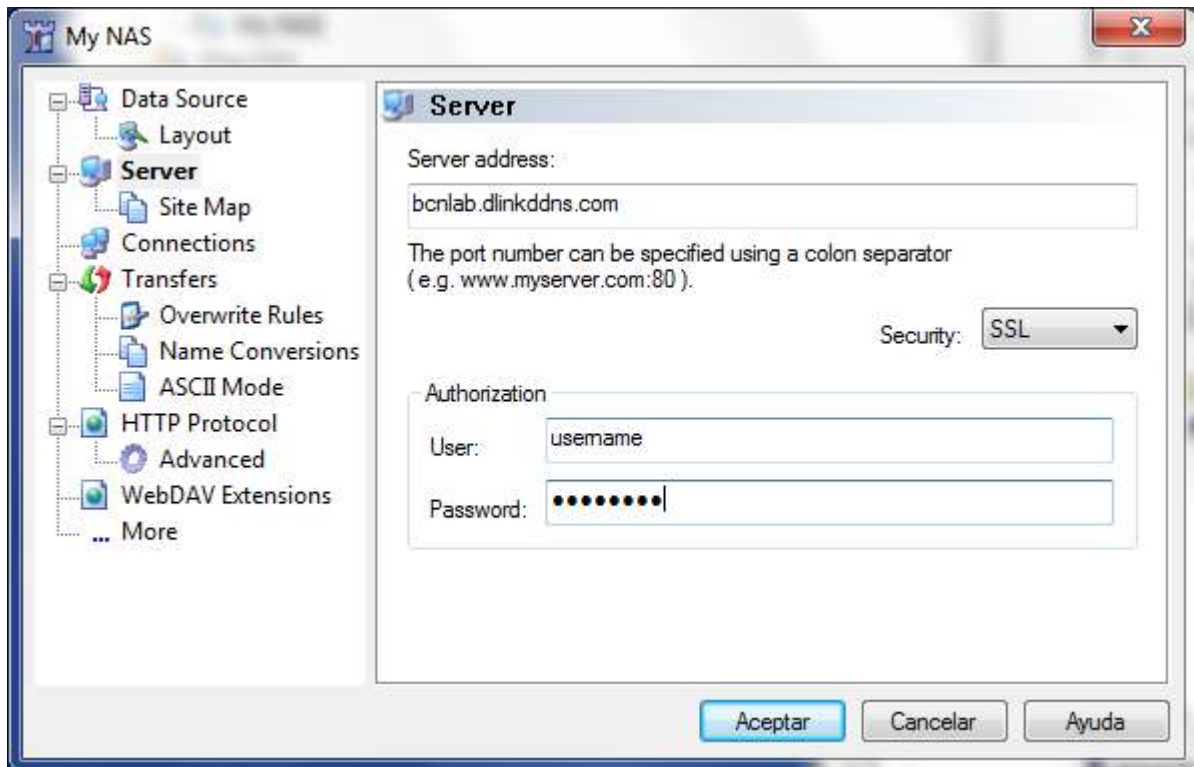 My NAS
Data Source
Layout
Server
Site Map
Connections
Transfers
Overwrite Rules
Name Conversions
ASCII Mode
HTTP Protocol
Advanced
WebDAV Extensions
... More
Server
Server address:
bcnlab.dlinkddns.com
The port number can be specified using a colon separator
( e.g. www.myserver.com:80 ).
Security:  SSL
Authorization
User:  username
Password:  ●●●●●●●●
Aceptar  Cancelar  Ayuda